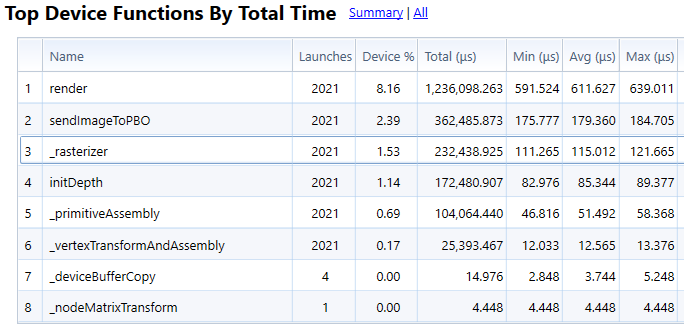 Top Device Functions By Total Time Summary | All
Name Launches Device % Total (µs) Min (µs) Avg (µs) Max (µs)
1 render 2021 8.16 1,236,098.263 591.524 611.627 639.011
2 sendImageToPBO 2021 2.39 362,485.873 175.777 179.360 184.705
3 _rasterizer 2021 1.53 232,438.925 111.265 115.012 121.665
4 initDepth 2021 1.14 172,480.907 82.976 85.344 89.377
5 _primitiveAssembly 2021 0.69 104,064.440 46.816 51.492 58.368
6 _vertexTransformAndAssembly 2021 0.17 25,393.467 12.033 12.565 13.376
7 _deviceBufferCopy 4 0.00 14.976 2.848 3.744 5.248
8 _nodeMatrixTransform 1 0.00 4.448 4.448 4.448 4.448